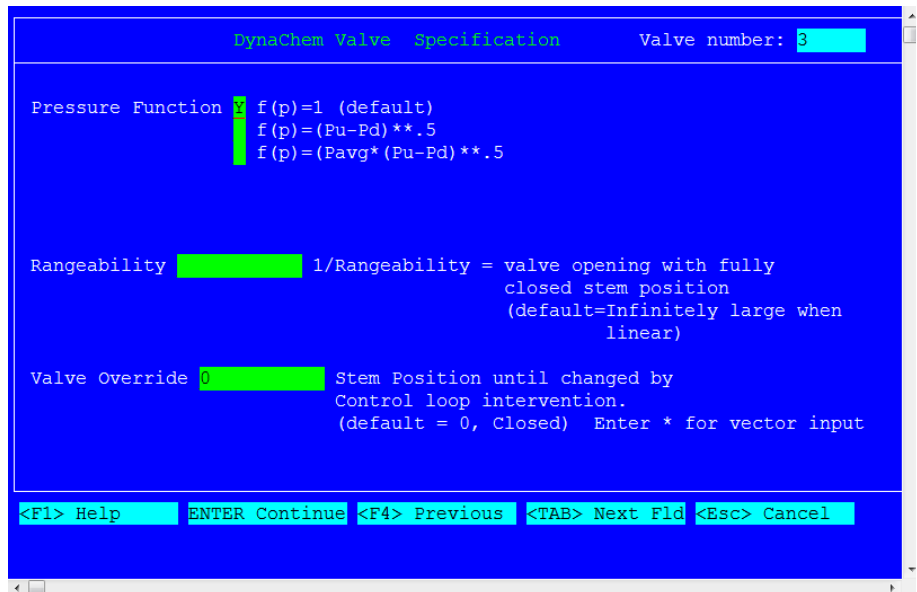 DynaChem Valve Specification Valve number: 3
Pressure Function Y f(p)=1 (default)
f(p)=(Pu-Pd)**.5
f(p)=(Pavg*(Pu-Pd)**.5
Rangeability 1/Rangeability = valve opening with fully
closed stem position
(default=Infinitely large when
linear)
Valve Override 0 Stem Position until changed by
Control loop intervention.
(default = 0, Closed) Enter * for vector input
<F1> Help ENTER Continue <F4> Previous <TAB> Next Fld <Esc> Cancel